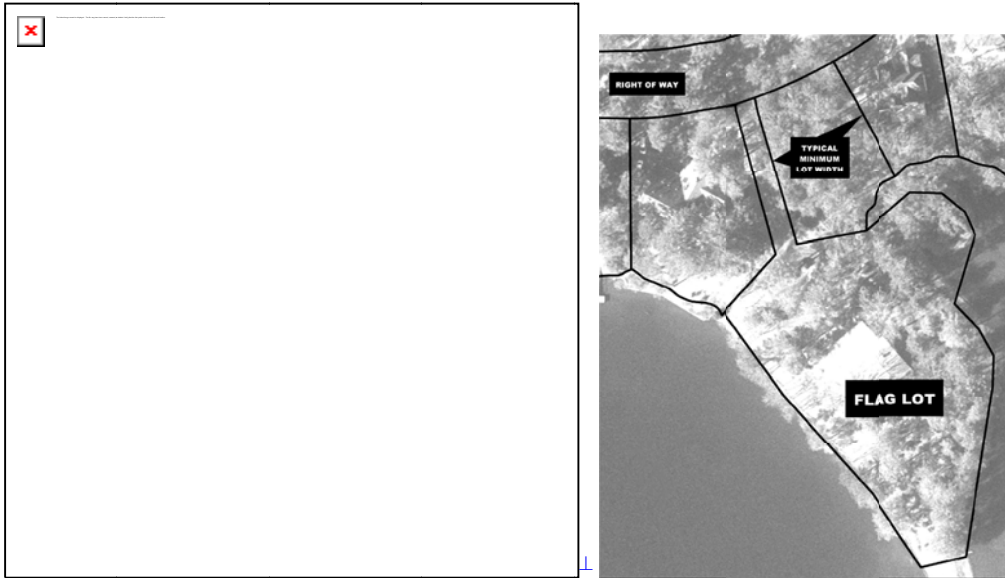 RIGHT OF WAY
TYPICAL
MINIMUM
LOT WIDTH
FLAG LOT